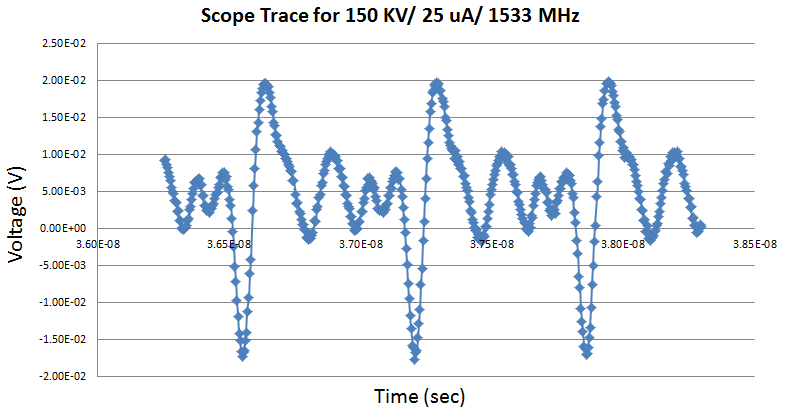 Scope Trace for 150 KV/ 25 uA/ 1533 MHz
2.50E-02
2.00E-02
1.50E-02
1.00E-02
5.00E-03
0.00E+00
3.60E-08 3.65E-08 3.70E-08 3.75E-08 3.80E-08 3.85E-08
-5.00E-03
-1.00E-02
-1.50E-02
-2.00E-02
Voltage (V)
Time (sec)